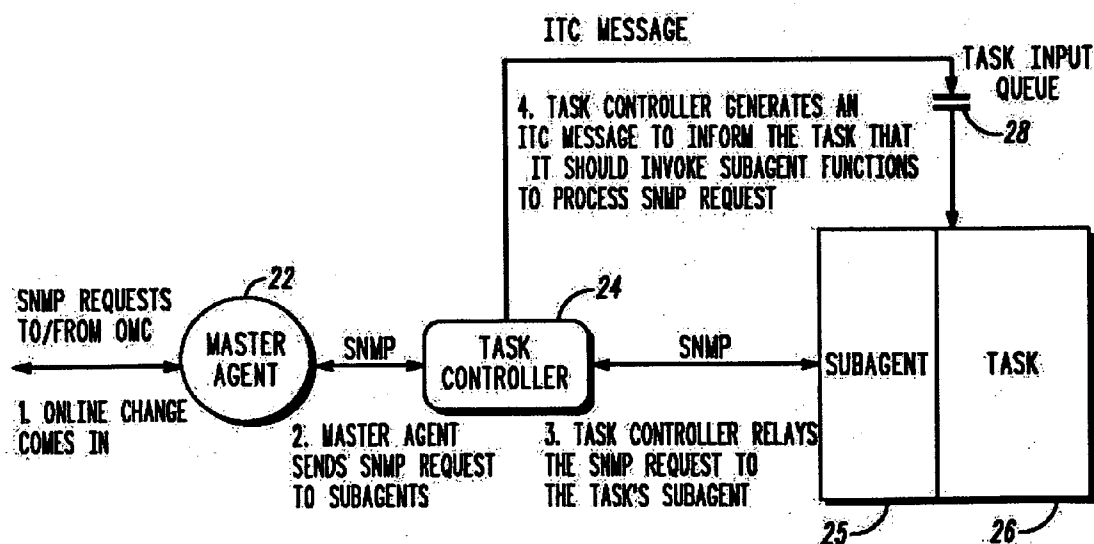 ITC MESSAGE
TASK INPUT
QUEUE
28
4. TASK CONTROLLER GENERATES AN
ITC MESSAGE TO INFORM THE TASK THAT
IT SHOULD INVOKE SUBAGENT FUNCTIONS
TO PROCESS SNMP REQUEST
22
24
SNMP REQUESTS
TO/FROM OMC
MASTER
AGENT
SNMP
TASK
CONTROLLER
SNMP
SUBAGENT
TASK
1. ONLINE CHANGE
COMES IN
2. MASTER AGENT
SENDS SNMP REQUEST
TO SUBAGENTS
3. TASK CONTROLLER RELAYS
THE SNMP REQUEST TO
THE TASK'S SUBAGENT
25
26